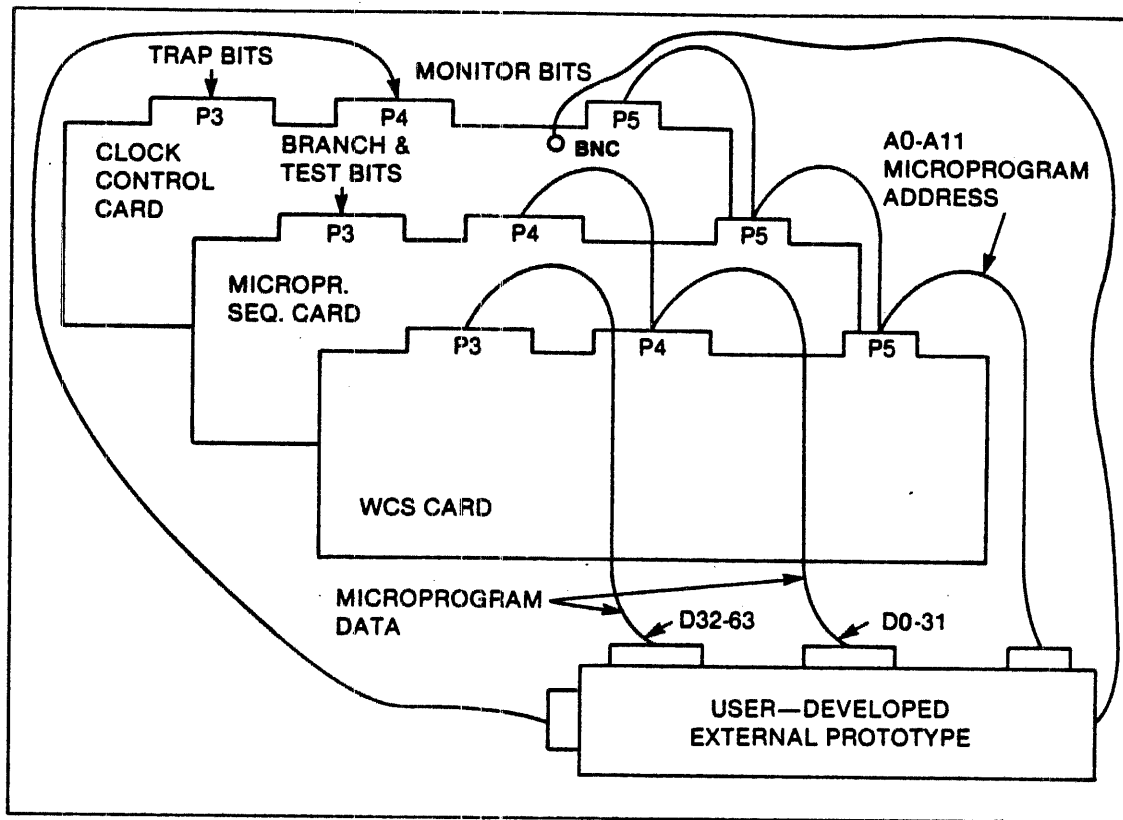 TRAP BITS
MONITOR BITS
P3
P4
P5
BNC
CLOCK
CONTROL
CARD
BRANCH &
TEST BITS
A0-A11
MICROPROGRAM
ADDRESS
P3
P4
P5
MICROPR.
SEQ. CARD
P3
P4
P5
WCS CARD
MICROPROGRAM
DATA
D32-63
D0-31
USER—DEVELOPED
EXTERNAL PROTOTYPE